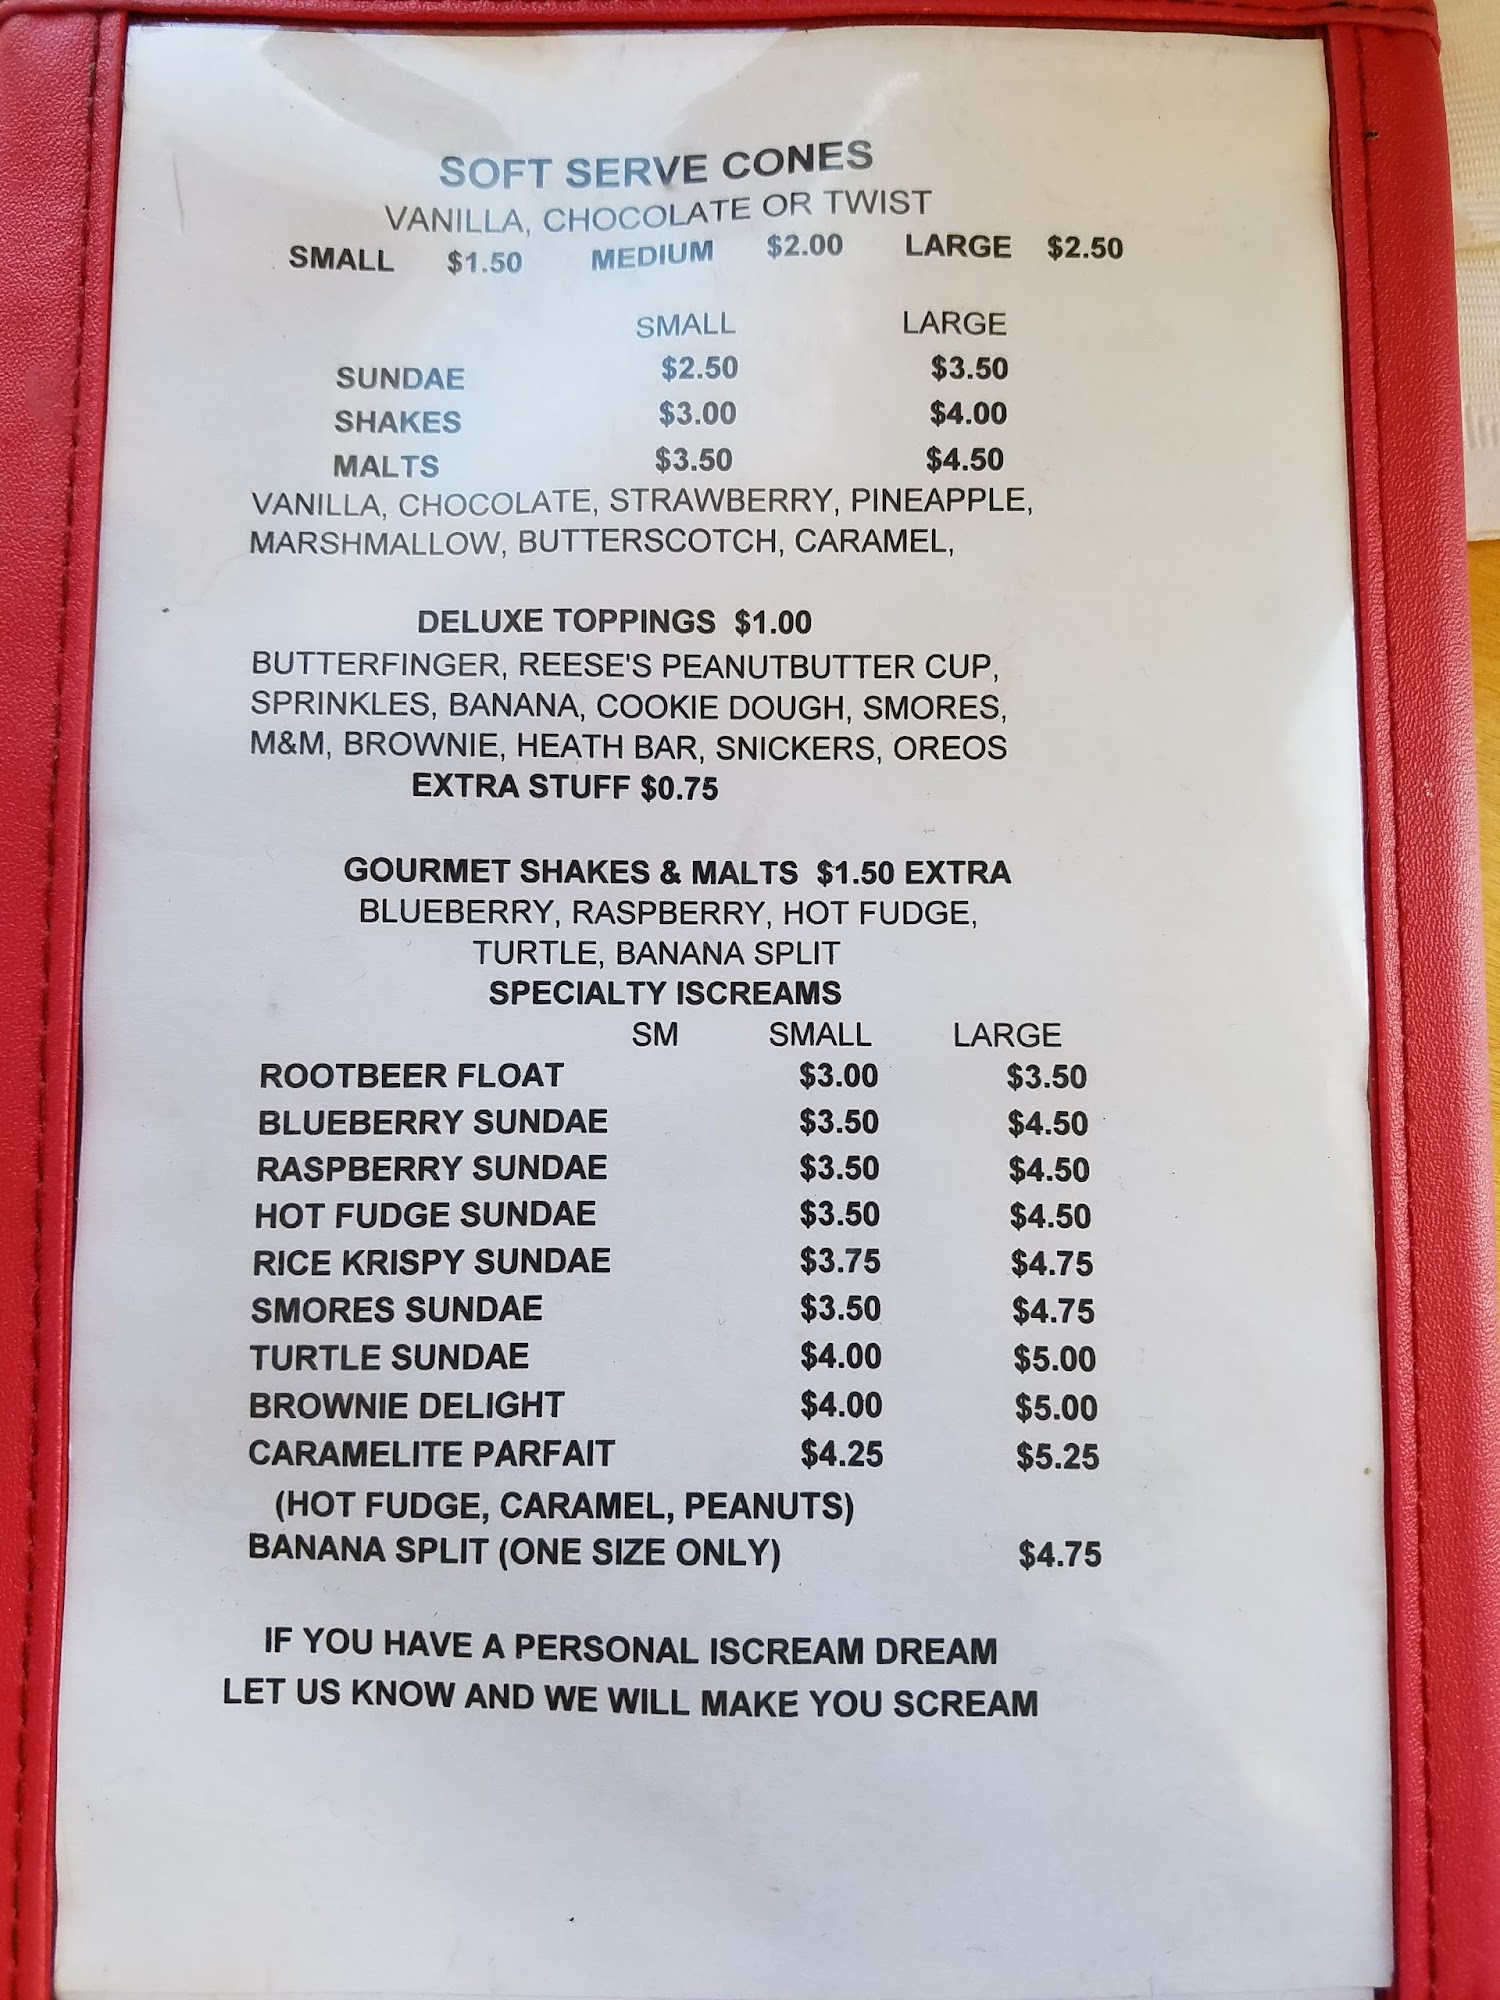 SOFT SERVE CONES
VANILLA, CHOCOLATE OR TWIST
SMALL $1.50 MEDIUM $2.00 LARGE $2.50
SMALL LARGE
SUNDAE $2.50 $3.50
SHAKES $3.00 $4.00
MALTS $3.50 $4.50
VANILLA, CHOCOLATE, STRAWBERRY, PINEAPPLE,
MARSHMALLOW, BUTTERSCOTCH, CARAMEL,
DELUXE TOPPINGS $1.00
BUTTERFINGER, REESE'S PEANUTBUTTER CUP,
SPRINKLES, BANANA, COOKIE DOUGH, SMORES,
M&M, BROWNIE, HEATH BAR, SNICKERS, OREOS
EXTRA STUFF $0.75
GOURMET SHAKES & MALTS $1.50 EXTRA
BLUEBERRY, RASPBERRY, HOT FUDGE,
TURTLE, BANANA SPLIT
SPECIALTY ISCREAMS
SM SMALL LARGE
ROOTBEER FLOAT $3.00 $3.50
BLUEBERRY SUNDAE $3.50 $4.50
RASPBERRY SUNDAE $3.50 $4.50
HOT FUDGE SUNDAE $3.50 $4.50
RICE KRISPY SUNDAE $3.75 $4.75
SMORES SUNDAE $3.50 $4.75
TURTLE SUNDAE $4.00 $5.00
BROWNIE DELIGHT $4.00 $5.00
CARAMELITE PARFAIT $4.25 $5.25
(HOT FUDGE, CARAMEL, PEANUTS)
BANANA SPLIT (ONE SIZE ONLY) $4.75
IF YOU HAVE A PERSONAL ISCREAM DREAM
LET US KNOW AND WE WILL MAKE YOU SCREAM